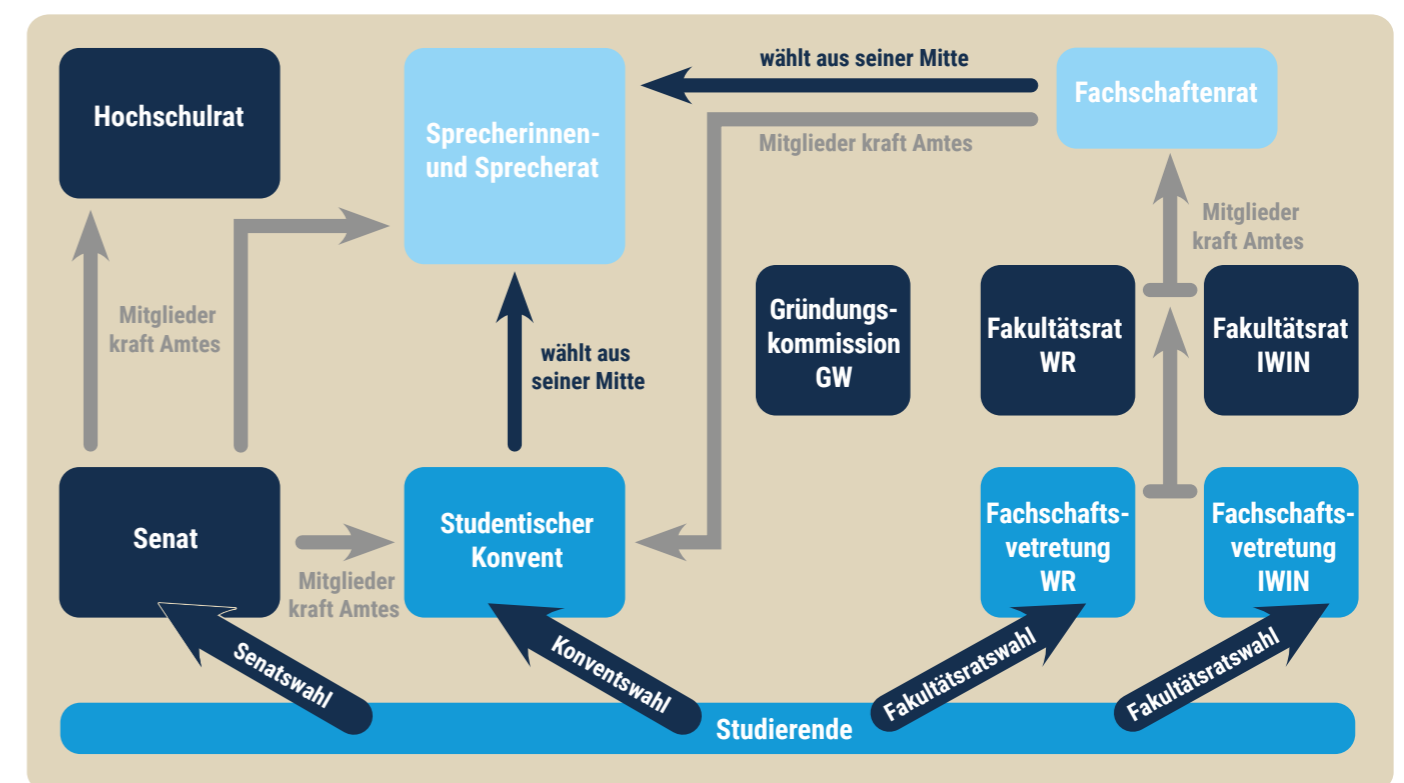 wählt aus seiner Mitte
Hochschulrat
Sprecherinnen-
und Sprecherat
Fachschaftenrat
Mitglieder kraft Amtes
Mitglieder
kraft Amtes
Mitglieder
kraft Amtes
wählt aus
seiner Mitte
Gründungs-
kommission
GW
Fakultätsrat
WR
Fakultätsrat
IWIN
Senat
Mitglieder
kraft Amtes
Studentischer
Konvent
Fachschafts-
vetretung
WR
Fachschafts-
vetretung
IWIN
Senatswahl
Konventswahl
Fakultätsratswahl
Fakultätsratswahl
Studierende